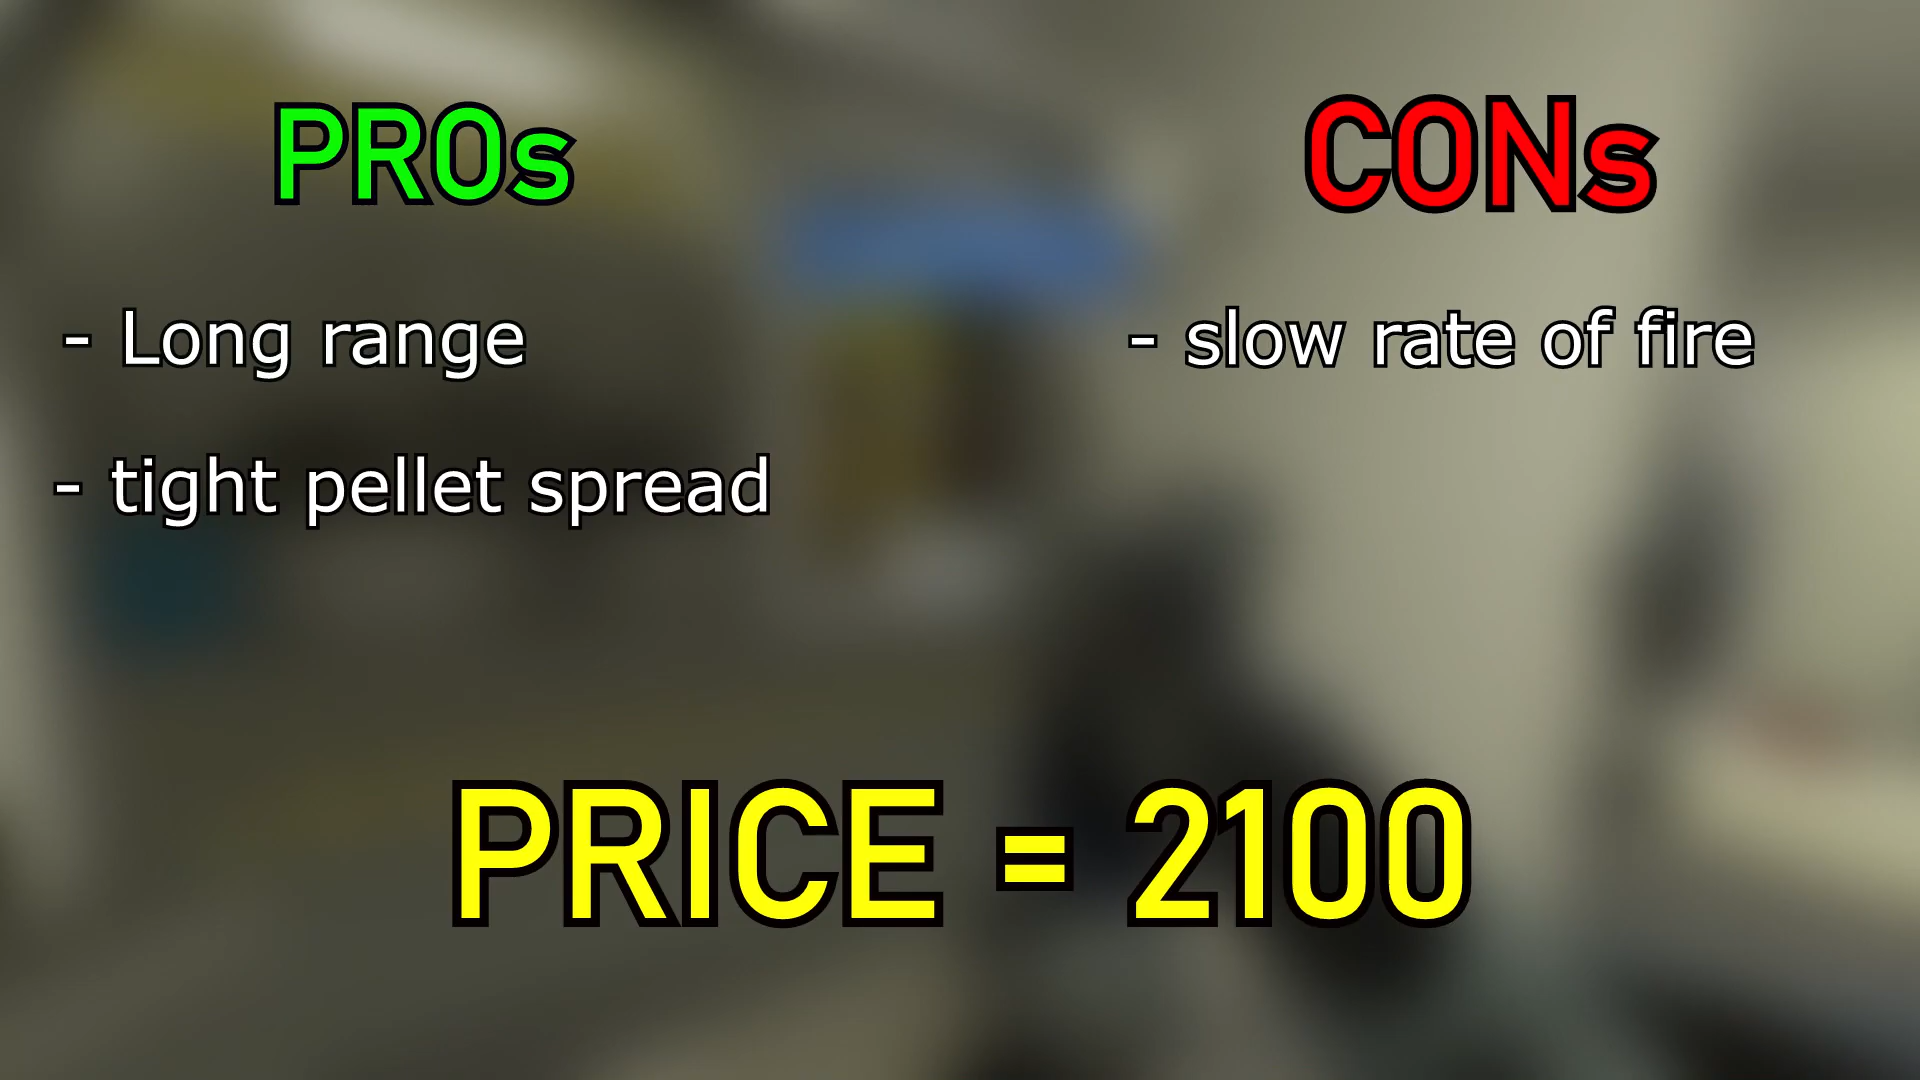 PROs
- Long range
- tight pellet spread
CONs
- slow rate of fire
PRICE = 2100